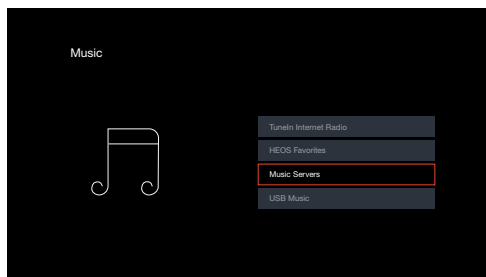 Music
TuneIn Internet Radio
HEOS Favorites
Music Servers
USB Music